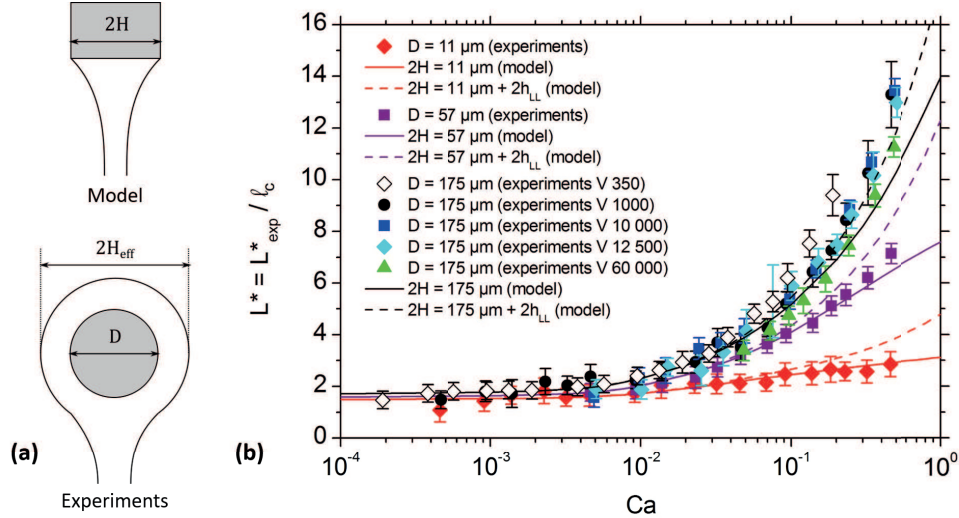 2H
Model
2H_eff
D
(a)
Experiments
(b)
L* = L*_exp / ℓ_c
16
14
12
10
8
6
4
2
0
D = 11 µm (experiments)
2H = 11 µm (model)
2H = 11 µm + 2h_LL (model)
D = 57 µm (experiments)
2H = 57 µm (model)
2H = 57 µm + 2h_LL (model)
D = 175 µm (experiments V 350)
D = 175 µm (experiments V 1000)
D = 175 µm (experiments V 10 000)
D = 175 µm (experiments V 12 500)
D = 175 µm (experiments V 60 000)
2H = 175 µm (model)
2H = 175 µm + 2h_LL (model)
10⁻⁴ 10⁻³ 10⁻² 10⁻¹ 10⁰
Ca